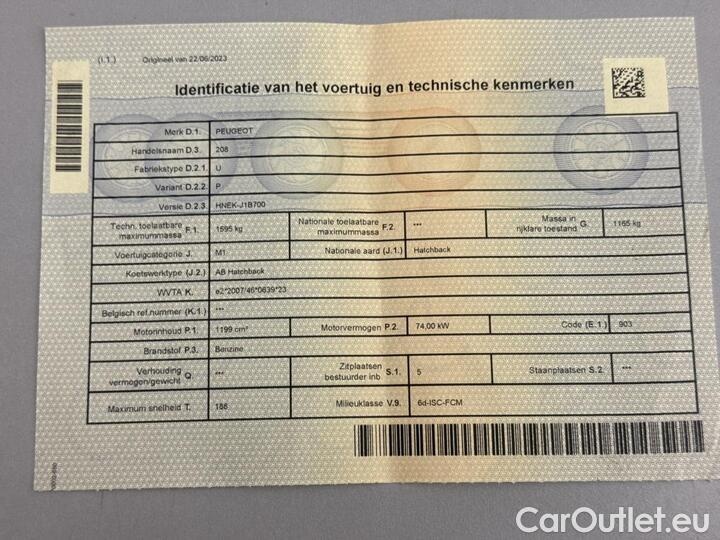 (I.1.) Origineel van 22/06/2023
Identificatie van het voertuig en technische kenmerken
Merk D.1. PEUGEOT
Handelsnaam D.3. 208
Fabriekstype D.2.1. U
Variant D.2.2. P
Versie D.2.3. HNEK-J1B700
Techn. toelaatbare maximummassa F.1. 1595 kg Nationale toelaatbare maximummassa F.2. *** Massa in rijklare toestand G. 1165 kg
Voertuigcategorie J. M1 Nationale aard (J.1.) Hatchback
Koetswerktype (J.2.) AB Hatchback
WVTA K. e2*2007/46*0639*23
Belgisch ref.nummer (K.1.) ***
Motorinhoud P.1. 1199 cm³ Motorvermogen P.2. 74,00 kW Code (E.1.) 903
Brandstof P.3. Benzine
Verhouding vermogen/gewicht Q. *** Zitplaatsen bestuurder inb. S.1. 5 Staanplaatsen S.2. ***
Maximum snelheid T. 188 Milieuklasse V.9. 6d-ISC-FCM
CarOutlet.eu